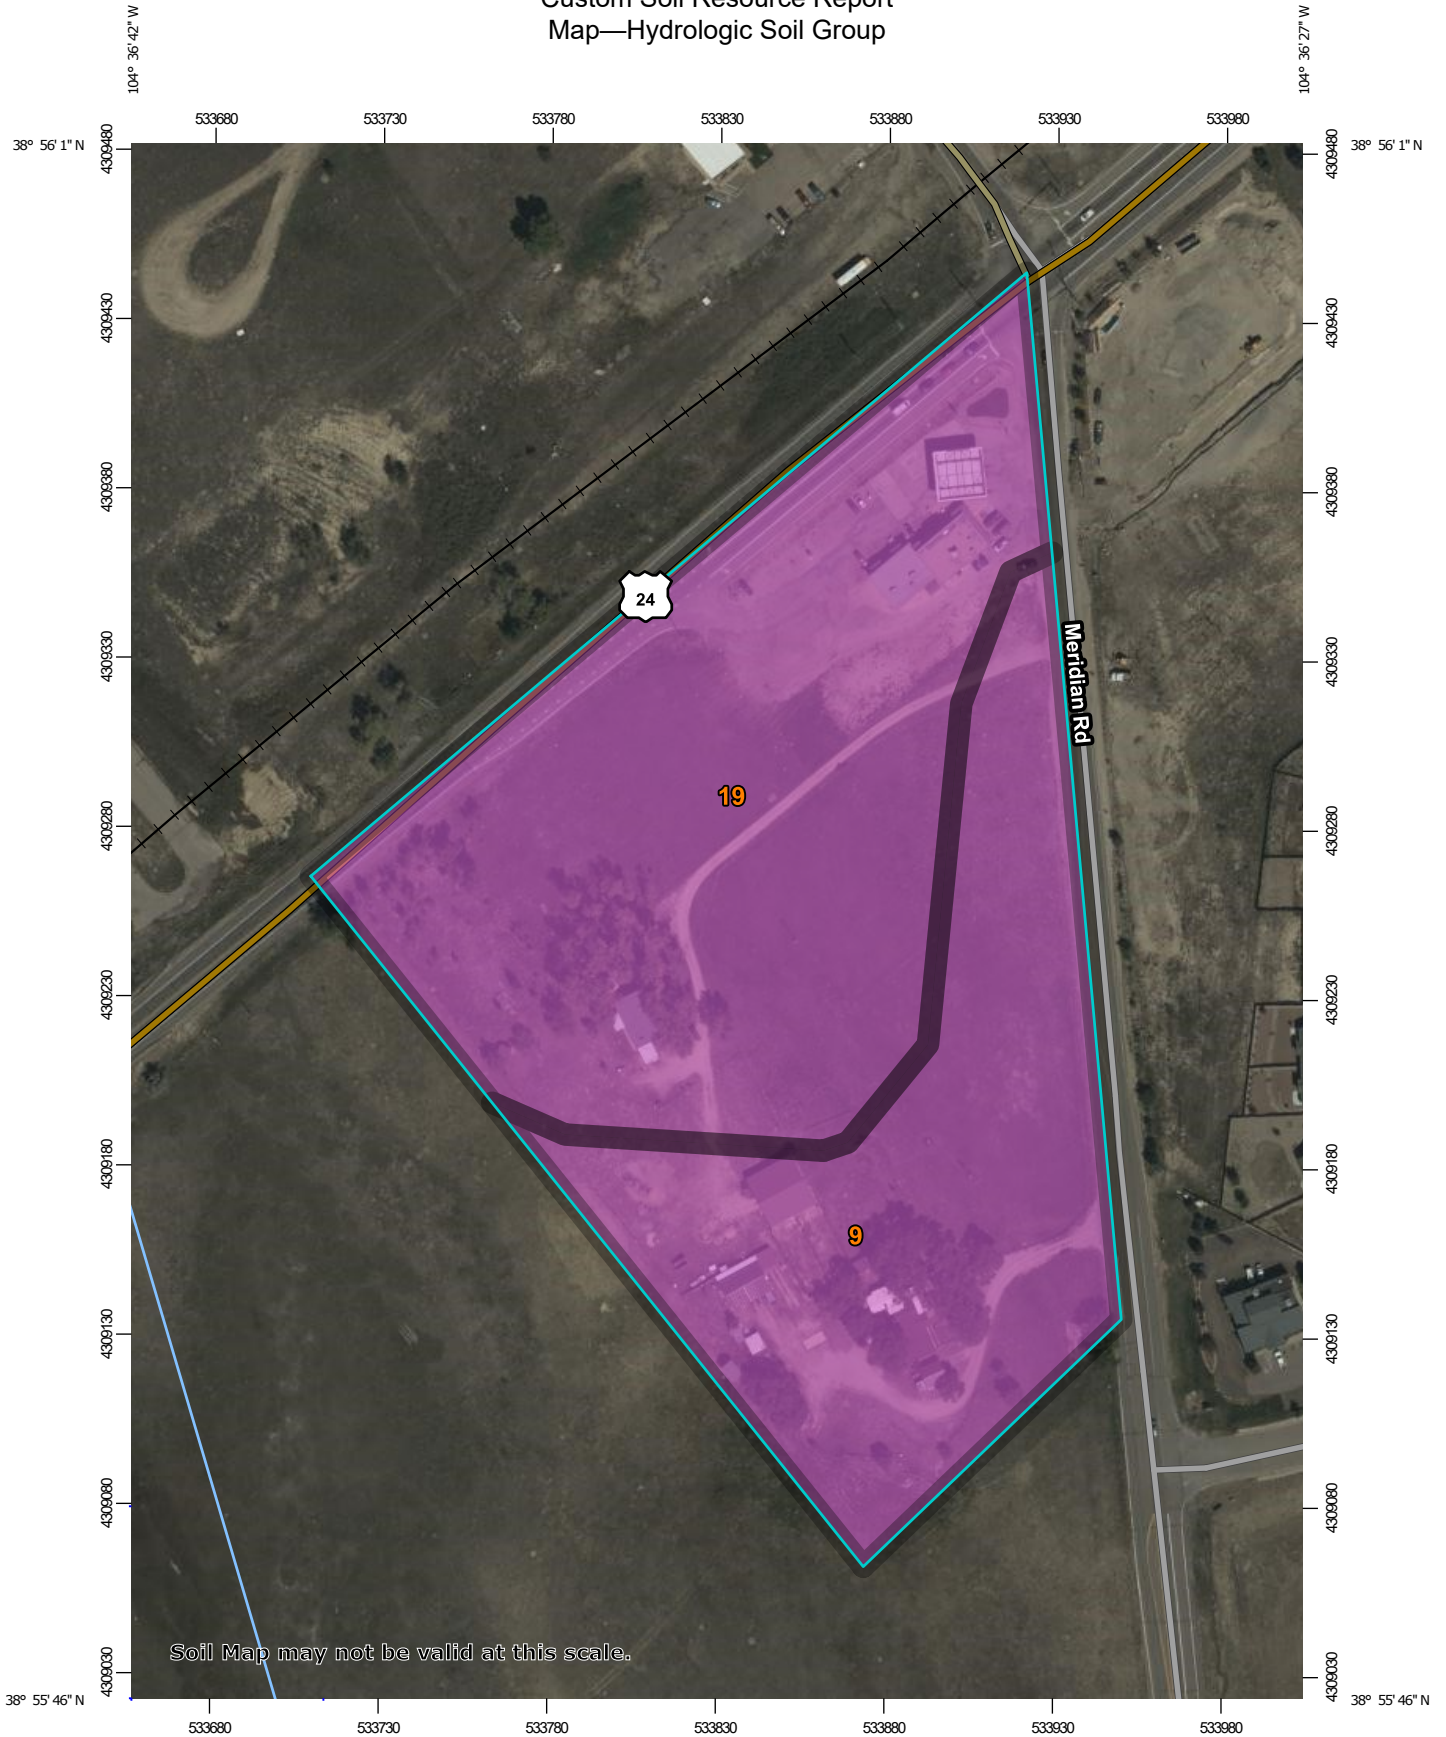 Custom Soil Resource Report
Map—Hydrologic Soil Group
104° 36' 42'' W
104° 36' 27'' W
533680 533730 533780 533830 533880 533930 533980
38° 56' 1'' N
38° 56' 1'' N
4309480
4309480
4309430
4309430
4309380
4309380
24
4309330
4309330
Meridian Rd
19
4309280
4309280
4309230
4309230
4309180
4309180
9
4309130
4309130
4309080
4309080
Soil Map may not be valid at this scale.
4309030
4309030
38° 55' 46'' N
38° 55' 46'' N
533680 533730 533780 533830 533880 533930 533980